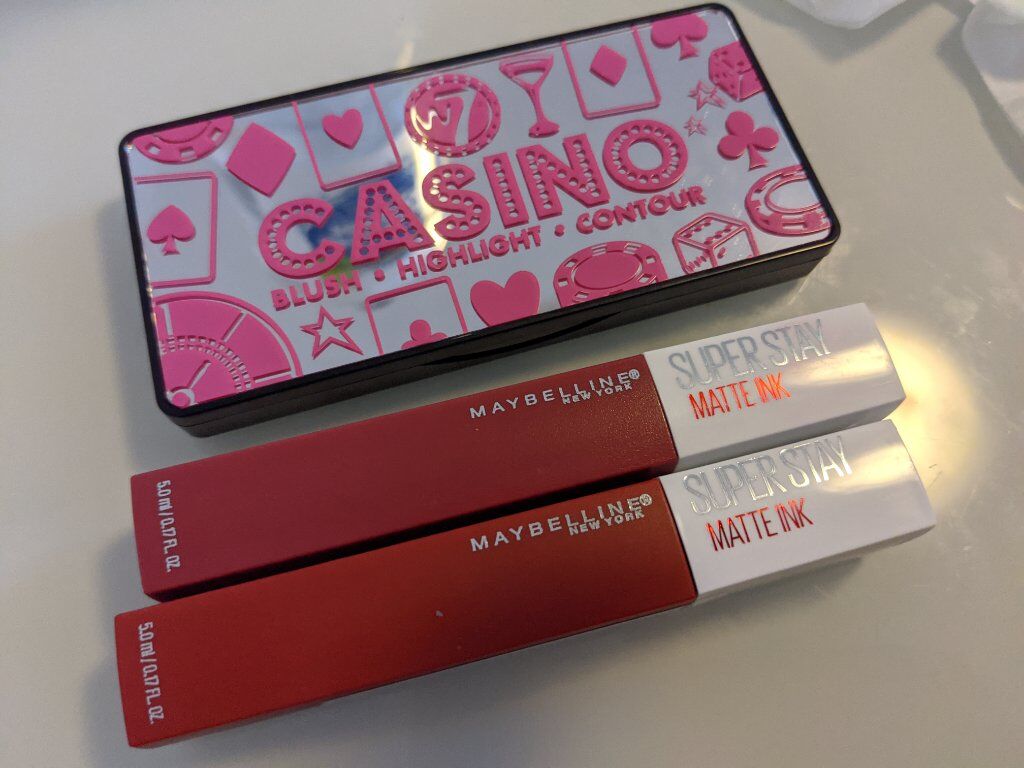 W7
CASINO
BLUSH • HIGHLIGHT • CONTOUR
MAYBELLINE®
NEW YORK
SUPER STAY
MATTE INK
5.0 ml / 0.17 FL. OZ.
MAYBELLINE®
NEW YORK
SUPER STAY
MATTE INK
5.0 ml / 0.17 FL. OZ.